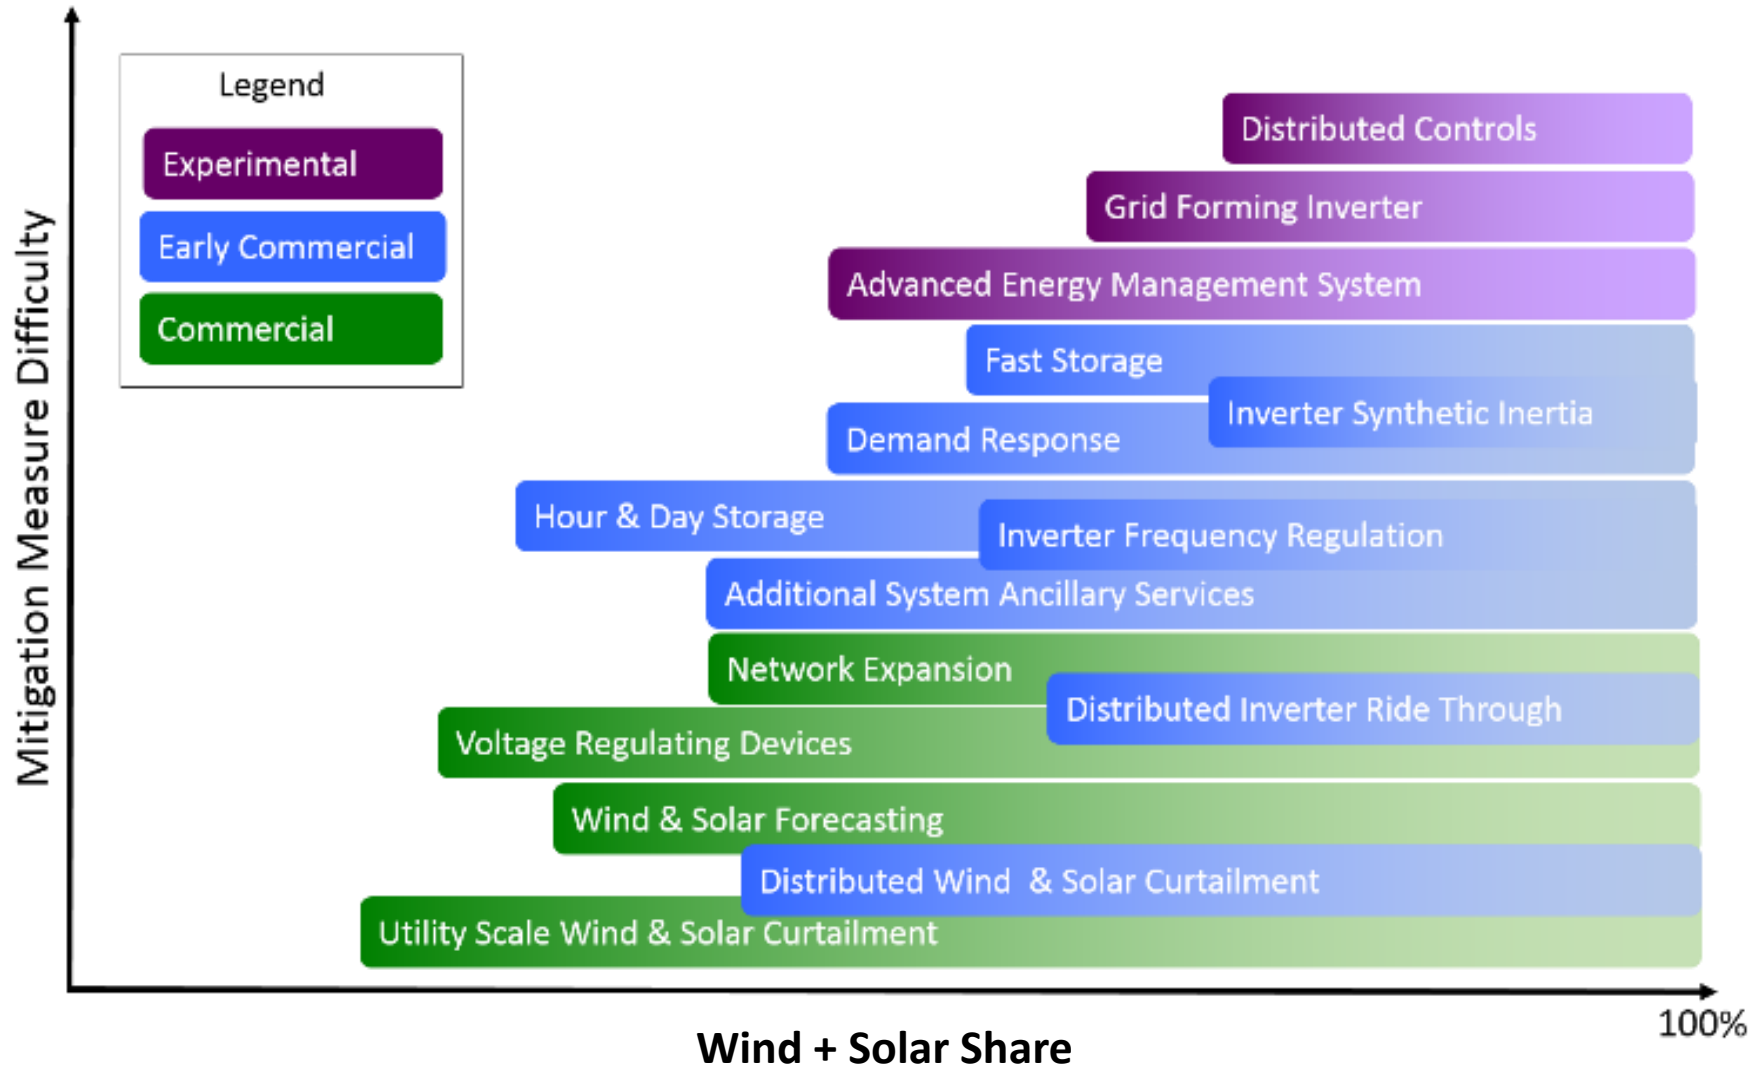 Legend
Experimental
Early Commercial
Commercial
Mitigation Measure Difficulty
Distributed Controls
Grid Forming Inverter
Advanced Energy Management System
Fast Storage
Inverter Synthetic Inertia
Demand Response
Hour & Day Storage
Inverter Frequency Regulation
Additional System Ancillary Services
Network Expansion
Distributed Inverter Ride Through
Voltage Regulating Devices
Wind & Solar Forecasting
Distributed Wind  & Solar Curtailment
Utility Scale Wind & Solar Curtailment
100%
Wind + Solar Share